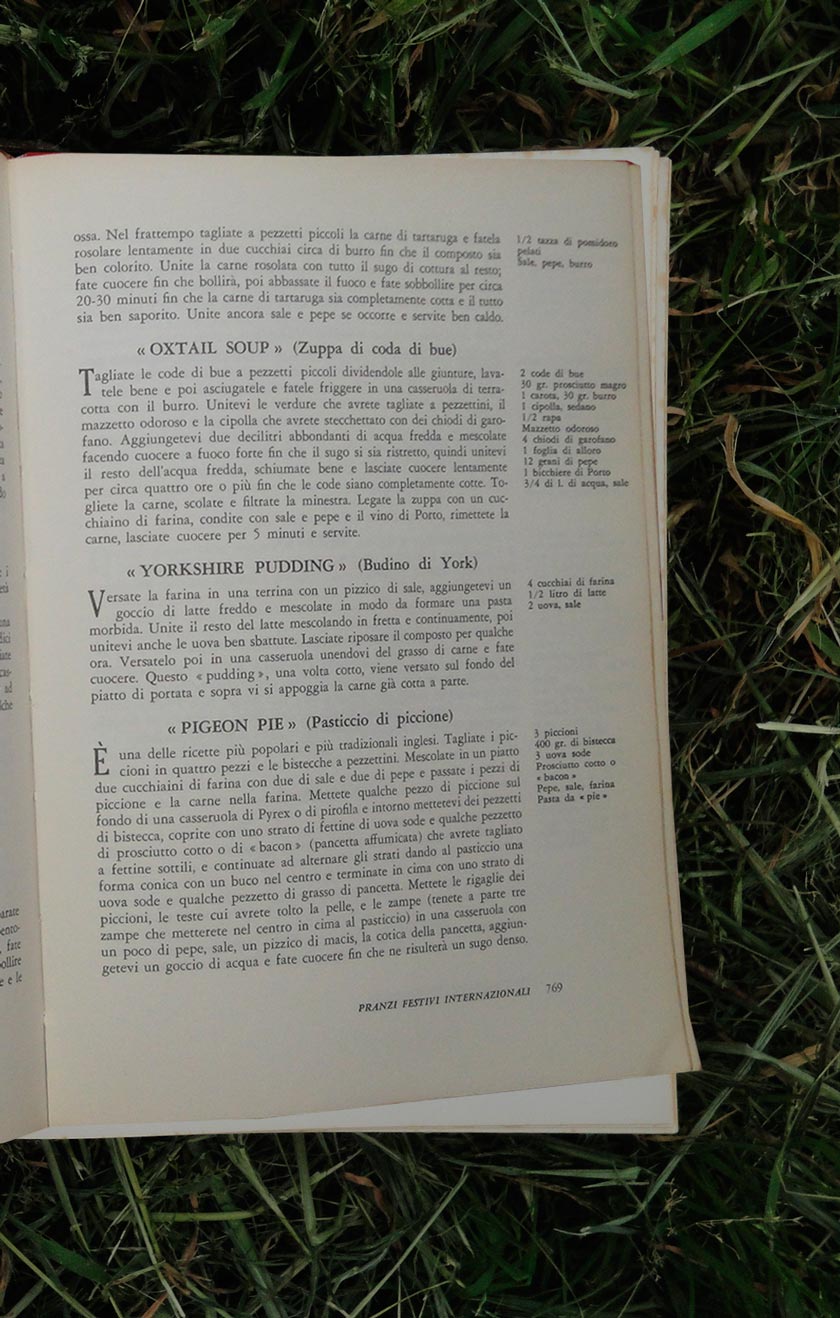 ossa. Nel frattempo tagliate a pezzetti piccoli la carne di tartaruga e fatela
rosolare lentamente in due cucchiai circa di burro fin che il composto sia
ben colorito. Unite la carne rosolata con tutto il sugo di cottura al resto;
fate cuocere fin che bollirà, poi abbassate il fuoco e fate sobbollire per circa
20-30 minuti fin che la carne di tartaruga sia completamente cotta e il tutto
sia ben saporito. Unite ancora sale e pepe se occorre e servite ben caldo.
1/2 tazza di pomidoro
pelati
Sale, pepe, burro
« OXTAIL SOUP » (Zuppa di coda di bue)
Tagliate le code di bue a pezzetti piccoli dividendole alle giunture, lava-
tele bene e poi asciugatele e fatele friggere in una casseruola di terra-
cotta con il burro. Unitevi le verdure che avrete tagliate a pezzettini, il
mazzetto odoroso e la cipolla che avrete stecchettato con dei chiodi di garo-
fano. Aggiungetevi due decilitri abbondanti di acqua fredda e mescolate
facendo cuocere a fuoco forte fin che il sugo si sia ristretto, quindi unitevi
il resto dell'acqua fredda, schiumate bene e lasciate cuocere lentamente
per circa quattro ore o più fin che le code siano completamente cotte. To-
gliete la carne, scolate e filtrate la minestra. Legate la zuppa con un cuc-
chiaino di farina, condite con sale e pepe e il vino di Porto, rimettete la
carne, lasciate cuocere per 5 minuti e servite.
2 code di bue
30 gr. prosciutto magro
1 carota, 30 gr. burro
1 cipolla, sedano
1/2 rapa
Mazzetto odoroso
4 chiodi di garofano
1 foglia di alloro
12 grani di pepe
1 bicchiere di Porto
3/4 di l. di acqua, sale
« YORKSHIRE PUDDING » (Budino di York)
Versate la farina in una terrina con un pizzico di sale, aggiungetevi un
goccio di latte freddo e mescolate in modo da formare una pasta
morbida. Unite il resto del latte mescolando in fretta e continuamente, poi
unitevi anche le uova ben sbattute. Lasciate riposare il composto per qualche
ora. Versatelo poi in una casseruola unendovi del grasso di carne e fate
cuocere. Questo « pudding », una volta cotto, viene versato sul fondo del
piatto di portata e sopra vi si appoggia la carne già cotta a parte.
4 cucchiai di farina
1/2 litro di latte
2 uova, sale
« PIGEON PIE » (Pasticcio di piccione)
È una delle ricette più popolari e più tradizionali inglesi. Tagliate i pic-
cioni in quattro pezzi e le bistecche a pezzettini. Mescolate in un piatto
due cucchiaini di farina con due di sale e due di pepe e passate i pezzi di
piccione e la carne nella farina. Mettete qualche pezzo di piccione sul
fondo di una casseruola di Pyrex o di pirofila e intorno mettetevi dei pezzetti
di bistecca, coprite con uno strato di fettine di uova sode e qualche pezzetto
di prosciutto cotto o di « bacon » (pancetta affumicata) che avrete tagliato
a fettine sottili, e continuate ad alternare gli strati dando al pasticcio una
forma conica con un buco nel centro e terminate in cima con uno strato di
uova sode e qualche pezzetto di grasso di pancetta. Mettete le rigaglie dei
piccioni, le teste cui avrete tolto la pelle, e le zampe (tenete a parte tre
zampe che metterete nel centro in cima al pasticcio) in una casseruola con
un poco di pepe, sale, un pizzico di macis, la cotica della pancetta, aggiun-
getevi un goccio di acqua e fate cuocere fin che ne risulterà un sugo denso.
3 piccioni
400 gr. di bistecca
3 uova sode
Prosciutto cotto o
« bacon »
Pepe, sale, farina
Pasta da « pie »
PRANZI FESTIVI INTERNAZIONALI 769